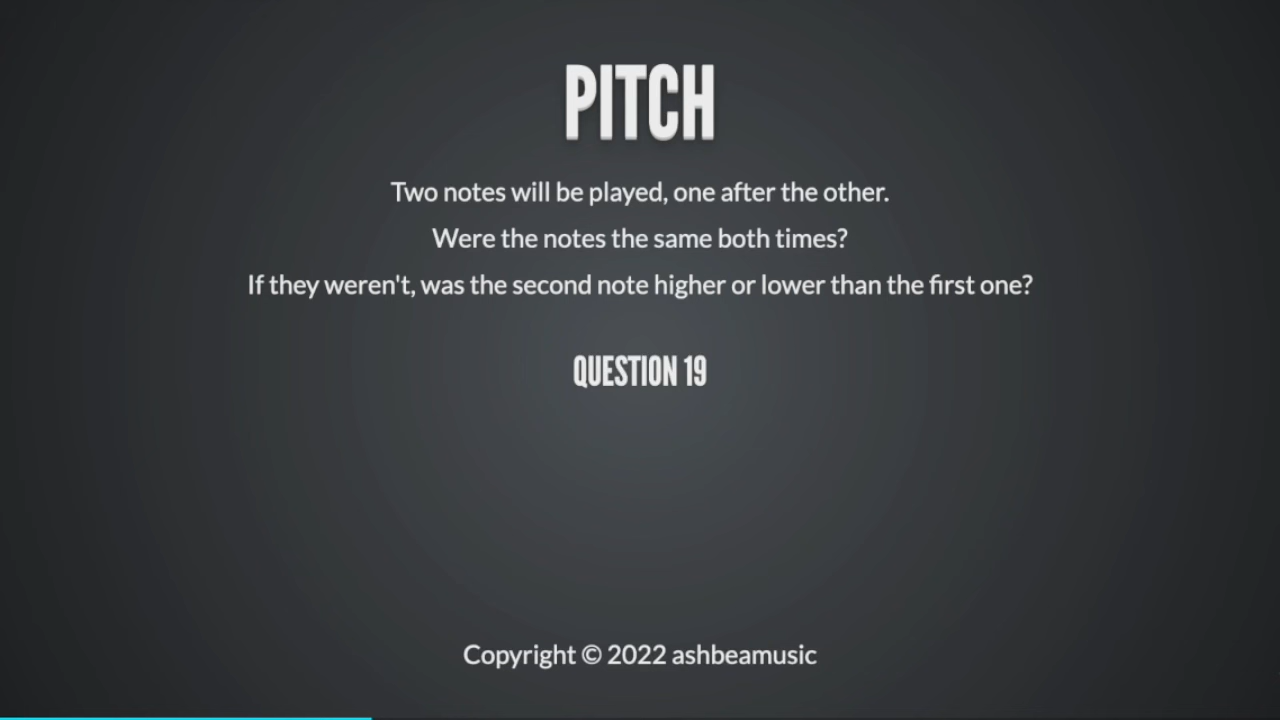 PITCH
Two notes will be played, one after the other.
Were the notes the same both times?
If they weren't, was the second note higher or lower than the first one?
QUESTION 19
Copyright © 2022 ashbeamusic